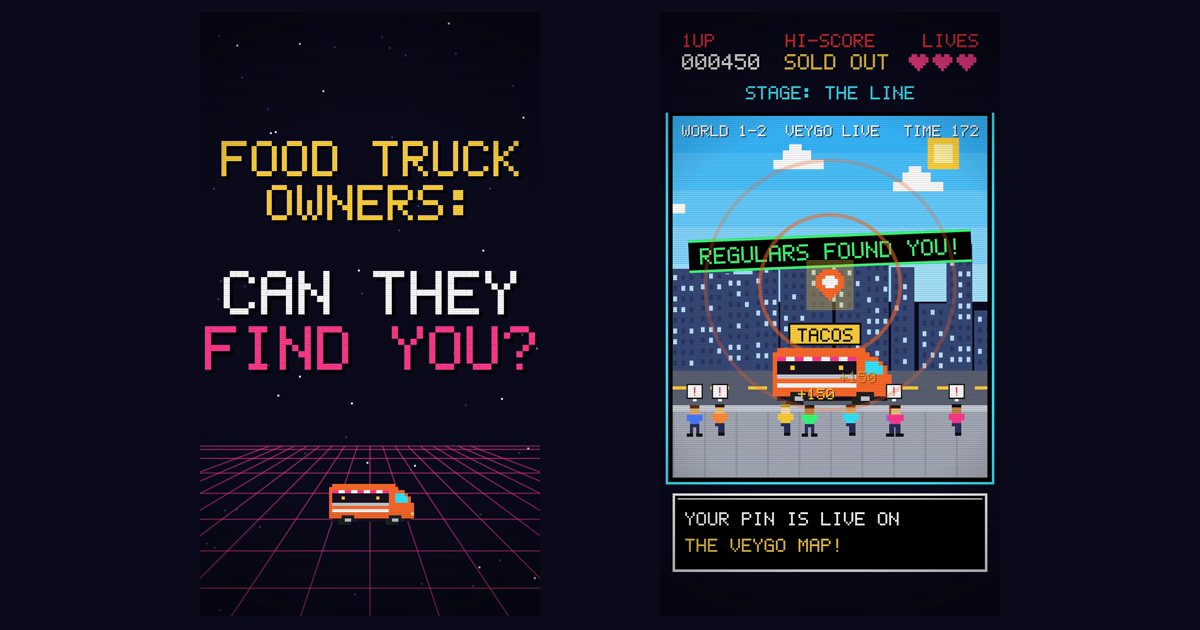 FOOD TRUCK
OWNERS:
CAN THEY
FIND YOU?
1UP HI-SCORE LIVES
000450 SOLD OUT
STAGE: THE LINE
WORLD 1-2 VEYGO LIVE TIME 172
REGULARS FOUND YOU!
TACOS
+150
+150
! ! ! !
YOUR PIN IS LIVE ON
THE VEYGO MAP!